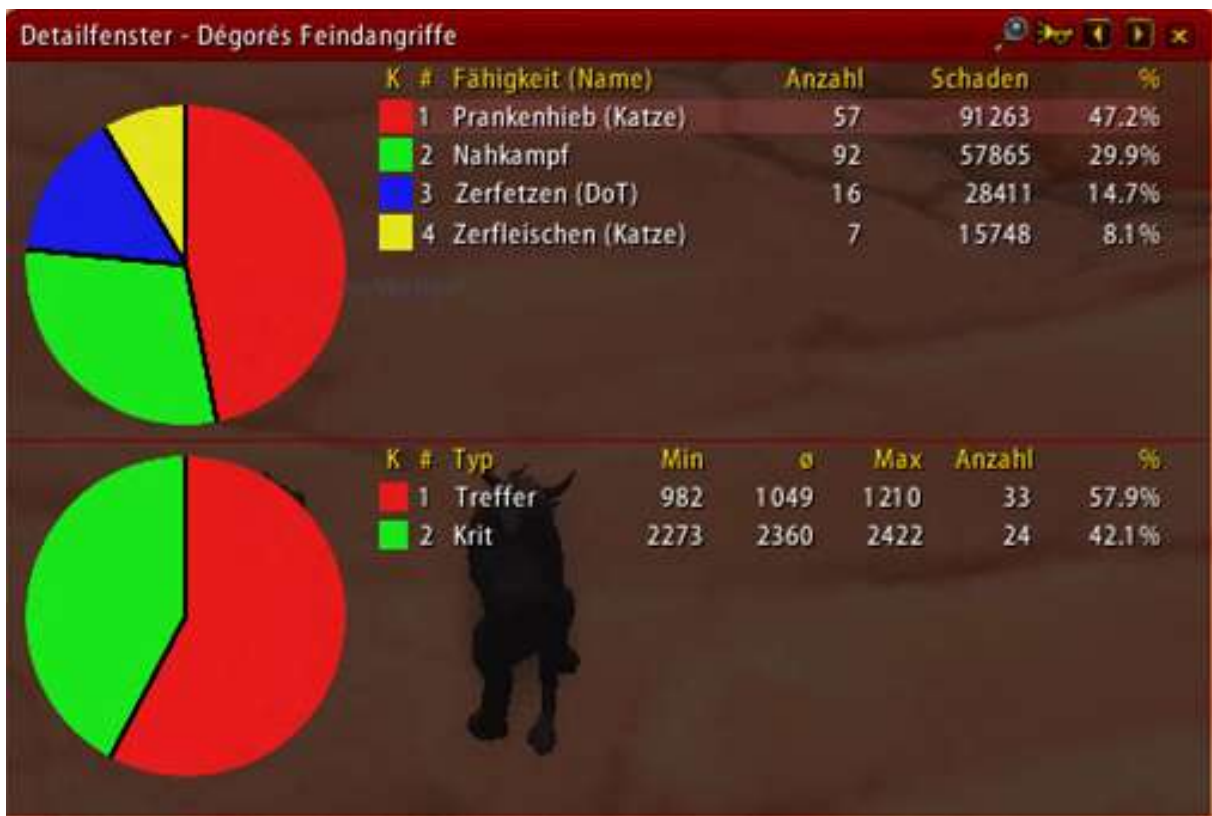 Detailfenster - Dégorés Feindangriffe
K # Fähigkeit (Name) Anzahl Schaden %
1 Prankenhieb (Katze) 57 91263 47.2%
2 Nahkampf 92 57865 29.9%
3 Zerfetzen (DoT) 16 28411 14.7%
4 Zerfleischen (Katze) 7 15748 8.1%
K # Typ Min ø Max Anzahl %
1 Treffer 982 1049 1210 33 57.9%
2 Krit 2273 2360 2422 24 42.1%